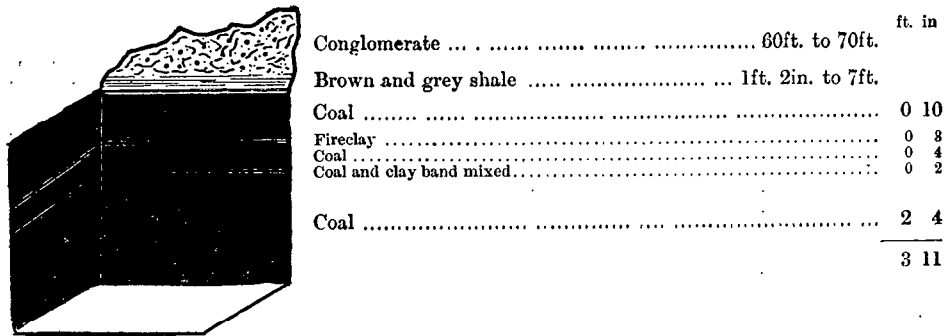 ft. in
Conglomerate ... . ...... ....... ....... ................ 60ft. to 70ft.
Brown and grey shale ..... ................. ... 1ft. 2in. to 7ft.
Coal ........ ...... ........ ........................ ..................... 0 10
Fireclay ........................................................................ 0 3
Coal ........................................................................ 0 4
Coal and clay band mixed........................................................ 0 2
Coal ........................ ....................... .... ..................... ... 2 4
3 11